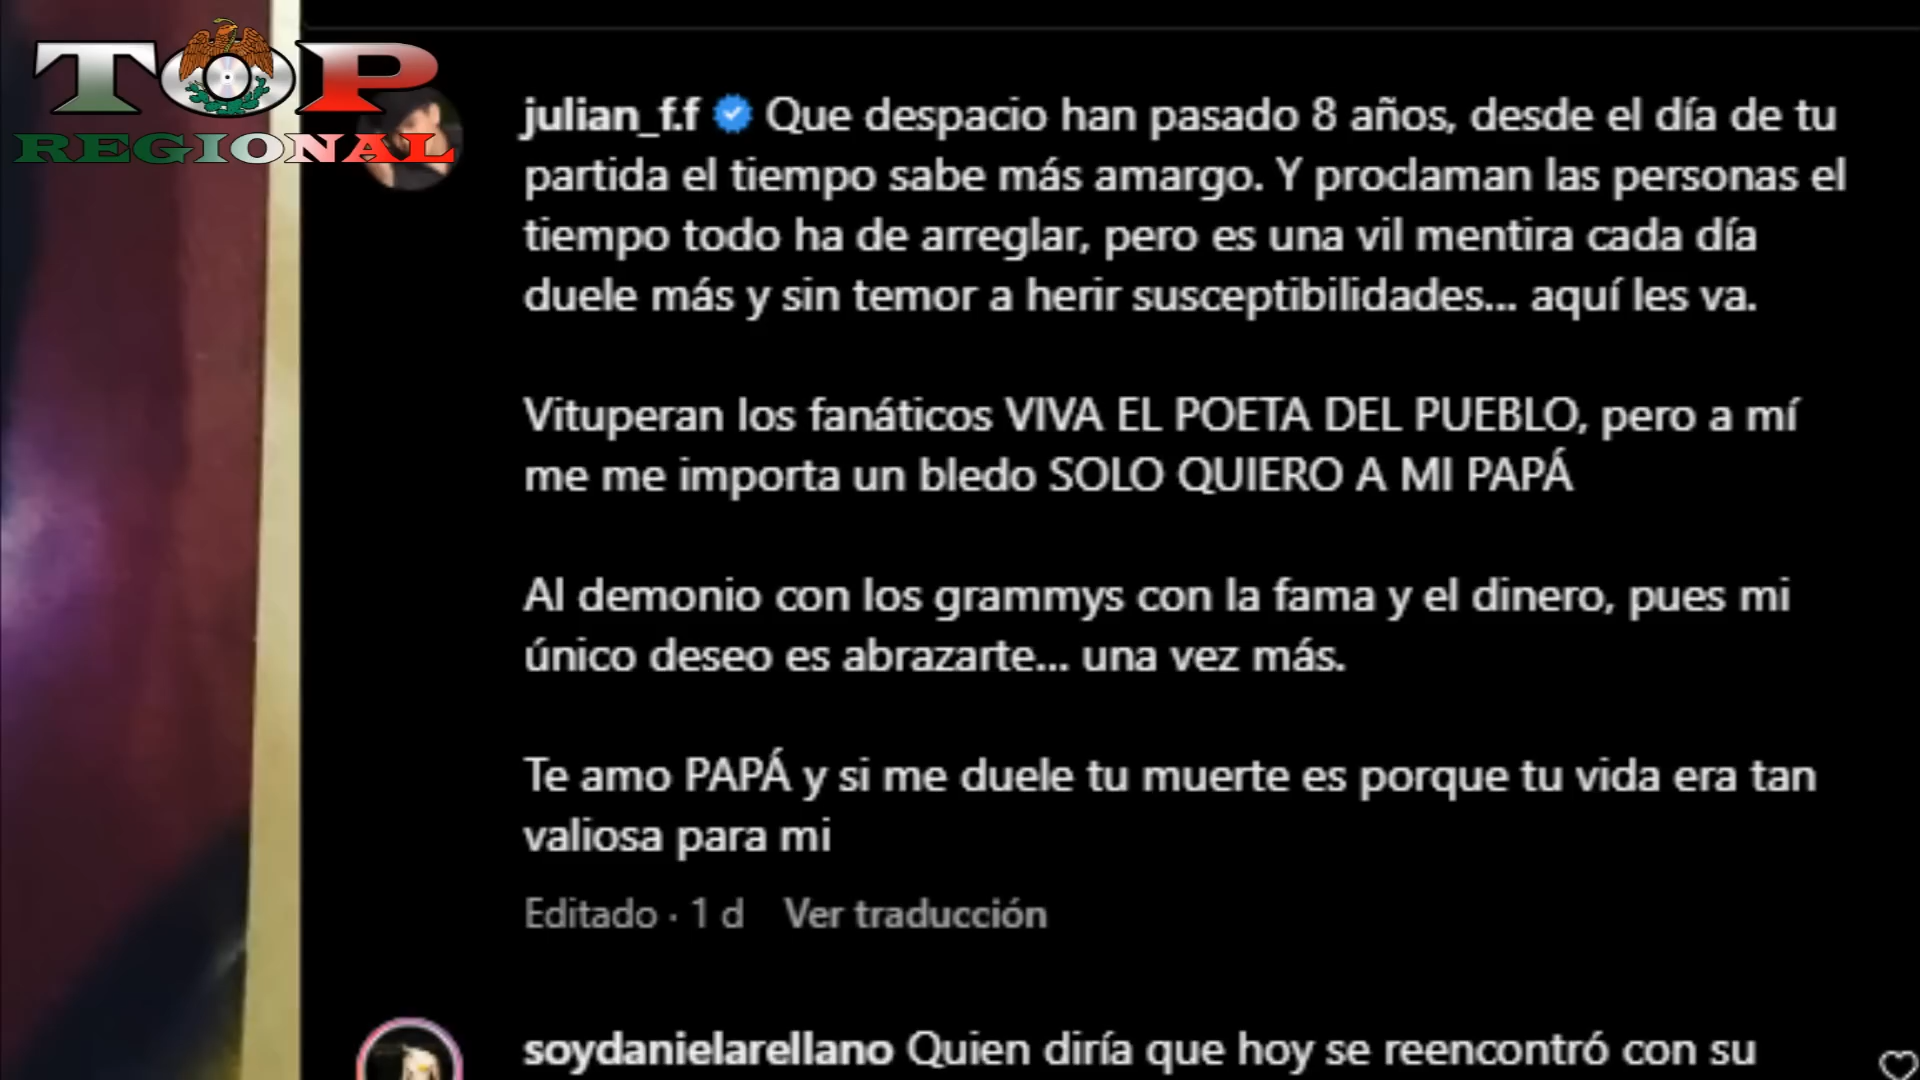 TOP
REGIONAL
julian_f.f Que despacio han pasado 8 años, desde el día de tu
partida el tiempo sabe más amargo. Y proclaman las personas el
tiempo todo ha de arreglar, pero es una vil mentira cada día
duele más y sin temor a herir susceptibilidades... aquí les va.
Vituperan los fanáticos VIVA EL POETA DEL PUEBLO, pero a mí
me me importa un bledo SOLO QUIERO A MI PAPÁ
Al demonio con los grammys con la fama y el dinero, pues mi
único deseo es abrazarte... una vez más.
Te amo PAPÁ y si me duele tu muerte es porque tu vida era tan
valiosa para mi
Editado · 1 d Ver traducción
soydanielarellano Quien diría que hoy se reencontró con su